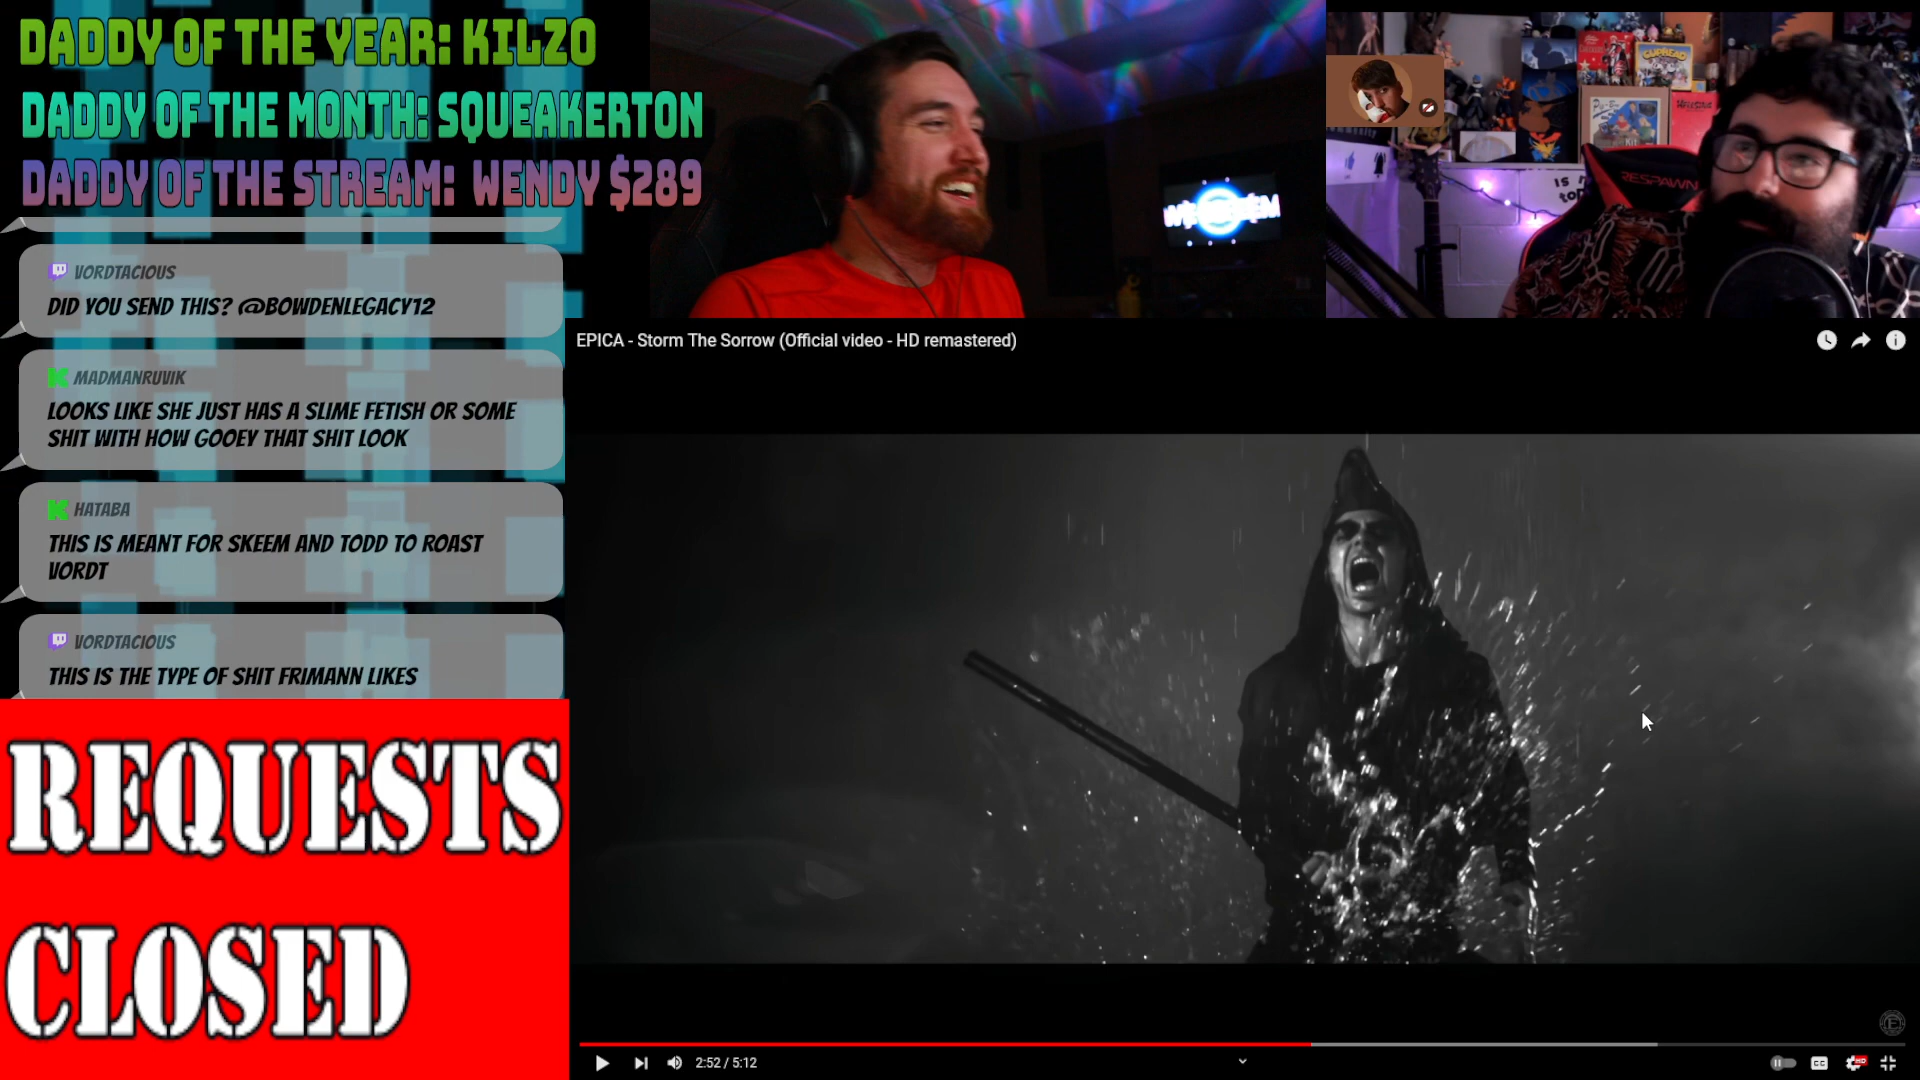 DADDY OF THE YEAR: KILZO
DADDY OF THE MONTH: SQUEAKERTON
DADDY OF THE STREAM: WENDY $289
VORDTACIOUS
DID YOU SEND THIS? @BOWDENLEGACY12
MADMANRUVIK
LOOKS LIKE SHE JUST HAS A SLIME FETISH OR SOME
SHIT WITH HOW GOOEY THAT SHIT LOOK
HATABA
THIS IS MEANT FOR SKEEM AND TODD TO ROAST
VORDT
VORDTACIOUS
THIS IS THE TYPE OF SHIT FRIMANN LIKES
REQUESTS
CLOSED
CUPHEAD
RESPAWN
EPICA - Storm The Sorrow (Official video - HD remastered)
2:52 / 5:12
CC
HD